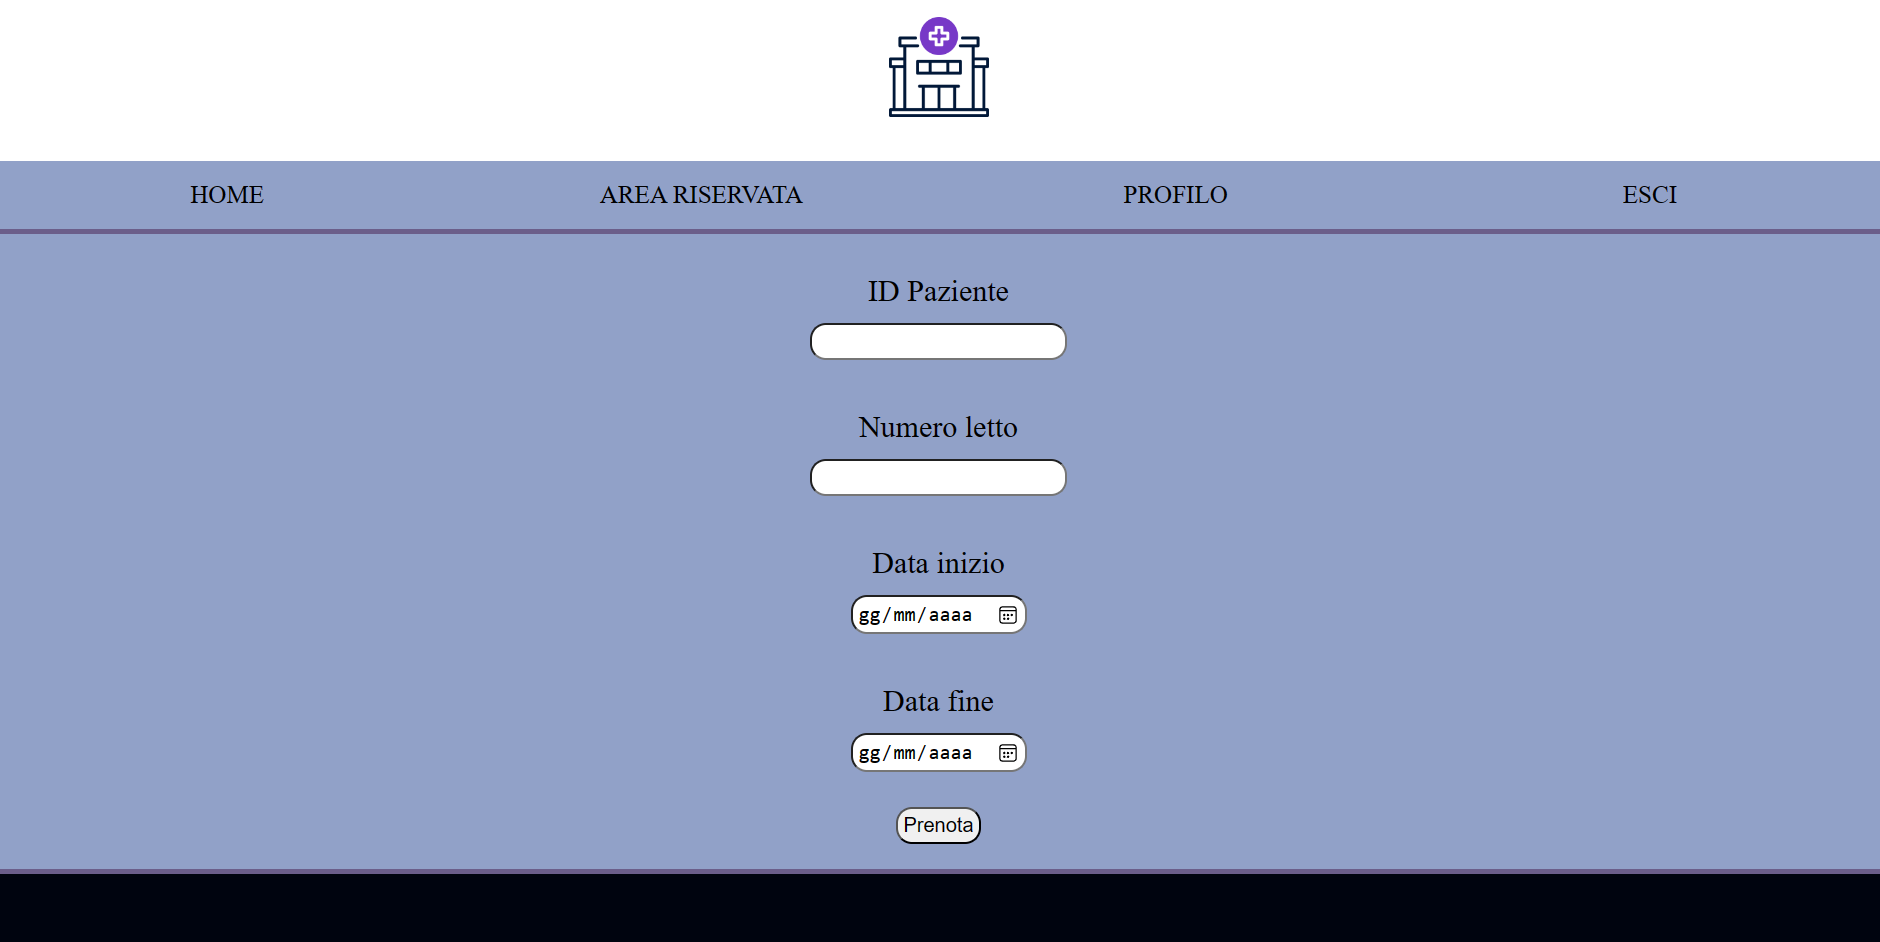 HOME AREA RISERVATA PROFILO ESCI
ID Paziente
Numero letto
Data inizio
gg/mm/aaaa
Data fine
gg/mm/aaaa
Prenota